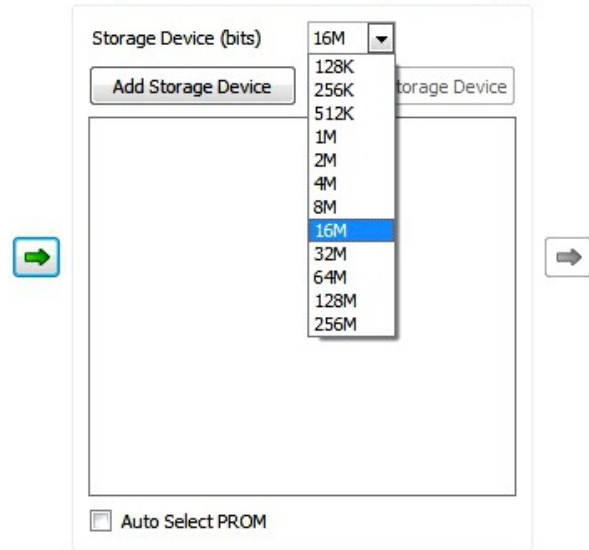 Storage Device (bits) 16M
Add Storage Device torage Device
128K
256K
512K
1M
2M
4M
8M
16M
32M
64M
128M
256M
Auto Select PROM